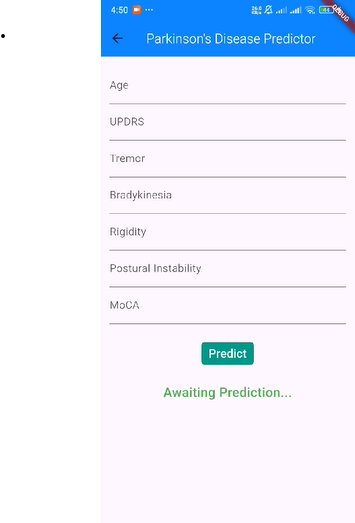 4:50
DEBUG
Parkinson's Disease Predictor
Age
UPDRS
Tremor
Bradykinesia
Rigidity
Postural Instability
MoCA
Predict
Awaiting Prediction...